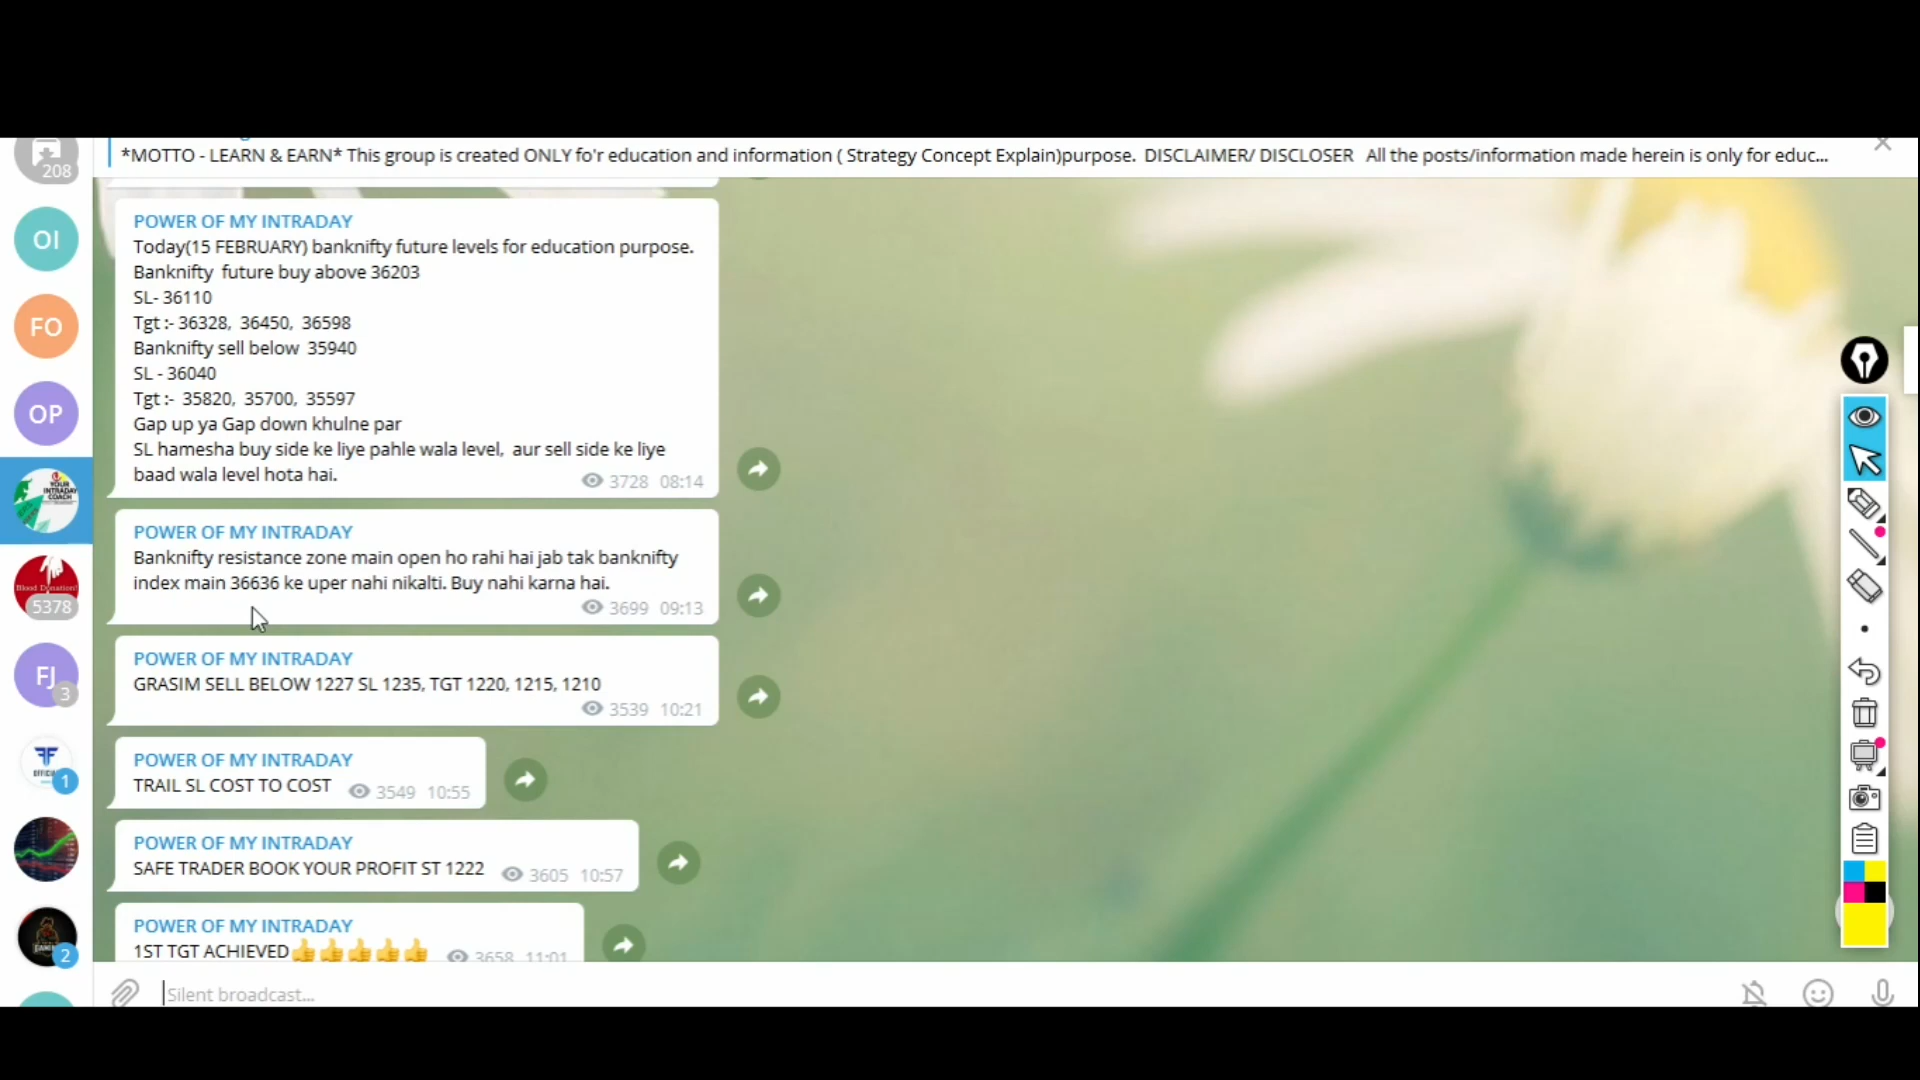 208
*MOTTO - LEARN & EARN* This group is created ONLY fo'r education and information ( Strategy Concept Explain)purpose.  DISCLAIMER/ DISCLOSER   All the posts/information made herein is only for educ...
OI
FO
OP
YOUR
INTRADAY
COACH
Blood Donation!
5378
FJ
3
1
2
POWER OF MY INTRADAY
Today(15 FEBRUARY) banknifty future levels for education purpose.
Banknifty  future buy above 36203
SL- 36110
Tgt :- 36328,  36450,  36598
Banknifty sell below  35940
SL - 36040
Tgt :-  35820,  35700,  35597
Gap up ya Gap down khulne par
SL hamesha buy side ke liye pahle wala level,  aur sell side ke liye
baad wala level hota hai.
3728  08:14
POWER OF MY INTRADAY
Banknifty resistance zone main open ho rahi hai jab tak banknifty
index main 36636 ke uper nahi nikalti. Buy nahi karna hai.
3699  09:13
POWER OF MY INTRADAY
GRASIM SELL BELOW 1227 SL 1235, TGT 1220, 1215, 1210
3539  10:21
POWER OF MY INTRADAY
TRAIL SL COST TO COST 3549  10:55
POWER OF MY INTRADAY
SAFE TRADER BOOK YOUR PROFIT ST 1222 3605  10:57
POWER OF MY INTRADAY
1ST TGT ACHIEVED👍👍👍👍👍 3658  11:01
Silent broadcast...